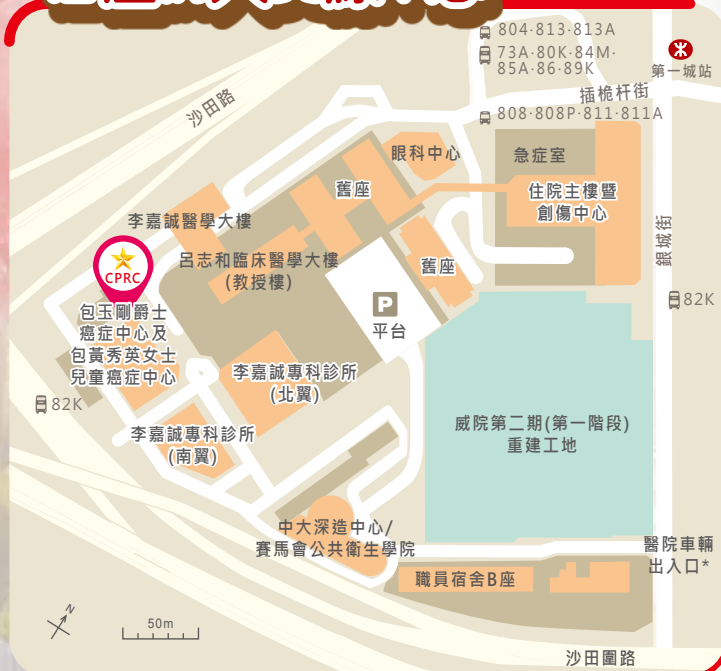 804·813·813A
73A·80K·84M·
85A·86·89K
第一城站
插桅杆街
808·808P·811·811A
沙田路
眼科中心
急症室
舊座
住院主樓暨
創傷中心
李嘉誠醫學大樓
銀城街
呂志和臨床醫學大樓
(教授樓)
舊座
CPRC
82K
P
平台
包玉剛爵士
癌症中心及
包黃秀英女士
兒童癌症中心
李嘉誠專科診所
(北翼)
82K
威院第二期(第一階段)
重建工地
李嘉誠專科診所
(南翼)
中大深造中心/
賽馬會公共衛生學院
醫院車輛
出入口*
職員宿舍B座
N
50m
沙田圍路